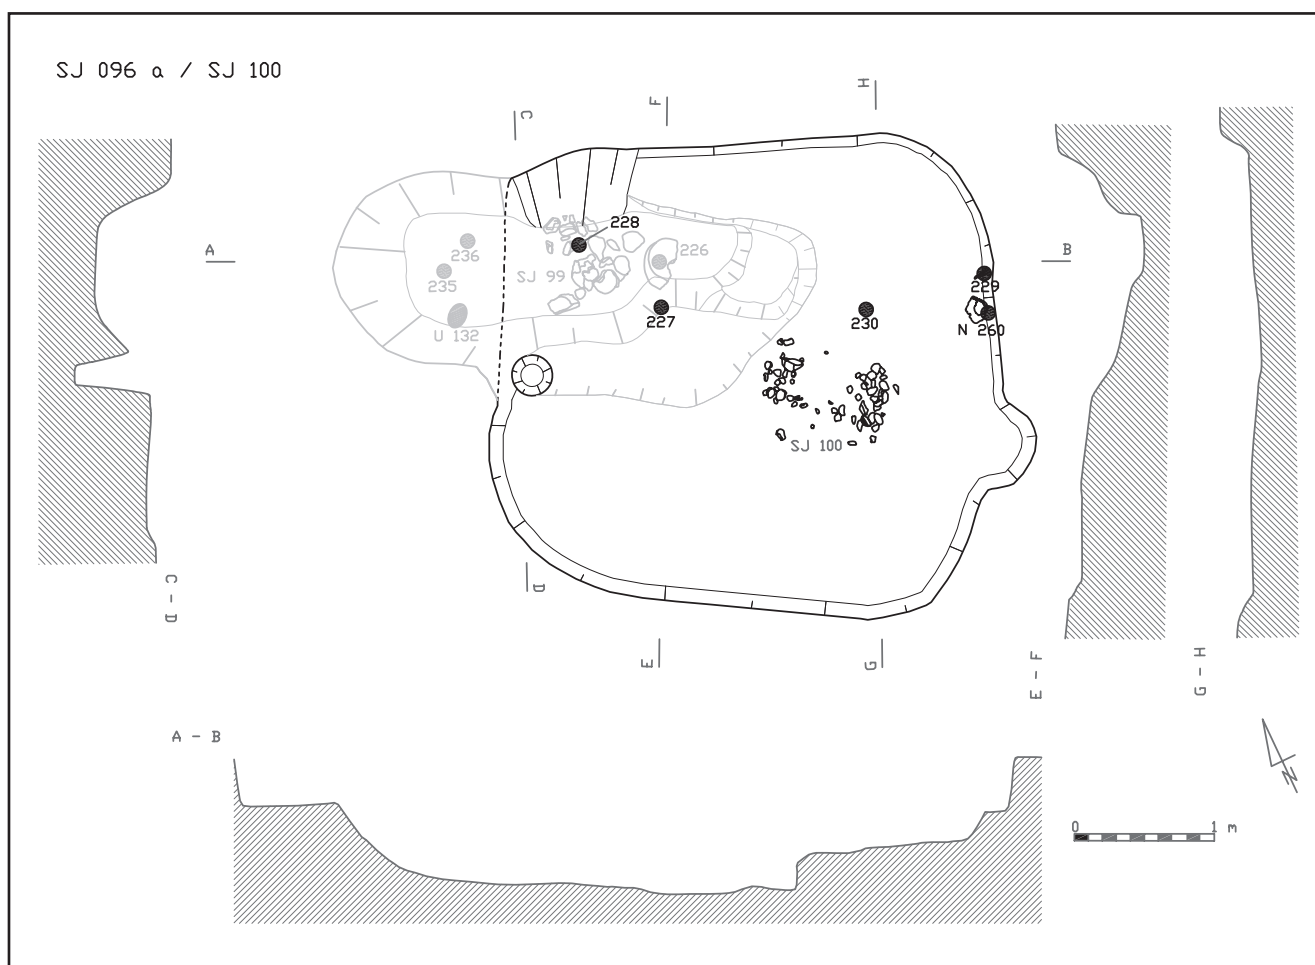 SJ 096 a / SJ 100
H
F
C
A
B
228
226
236
235
SJ 99
U 132
227
229
230
N 260
SJ 100
C - D
D
E
G
E - F
G - H
A - B
N
0 1 m